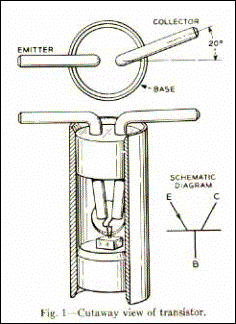 COLLECTOR
EMITTER
20°
BASE
SCHEMATIC
DIAGRAM
E
C
B
Fig. 1—Cutaway view of transistor.